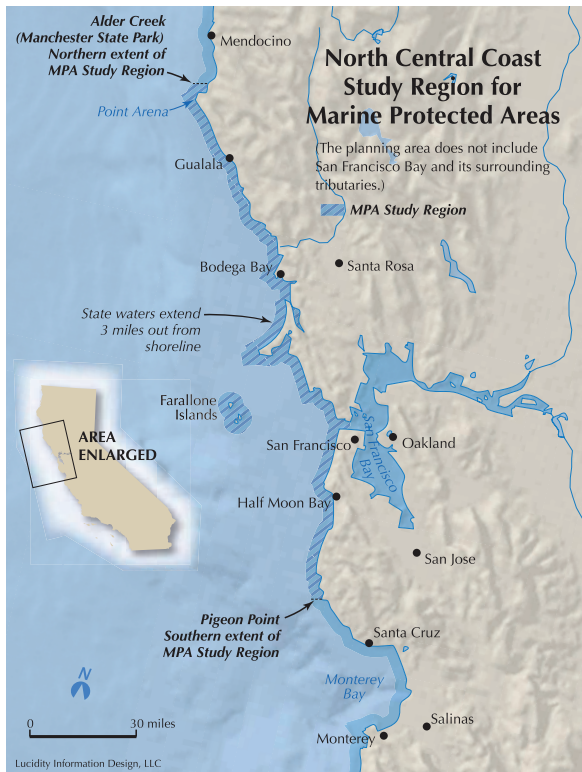 Alder Creek
(Manchester State Park)
Northern extent of
MPA Study Region
Mendocino
North Central Coast
Study Region for
Marine Protected Areas
(The planning area does not include
San Francisco Bay and its surrounding
tributaries.)
MPA Study Region
Point Arena
Gualala
Bodega Bay
Santa Rosa
State waters extend
3 miles out from
shoreline
Farallone
Islands
AREA
ENLARGED
San Francisco
Oakland
San Francisco
Bay
Half Moon Bay
San Jose
Pigeon Point
Southern extent of
MPA Study Region
Santa Cruz
Monterey
Bay
N
Salinas
Monterey
0 30 miles
Lucidity Information Design, LLC